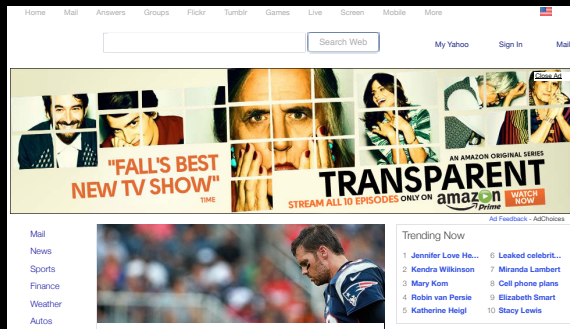 Home Mail Answers Groups Flickr Tumblr Games Live Screen Mobile More
Search Web
My Yahoo Sign In Mail
Close Ad
"FALL'S BEST
NEW TV SHOW"
TIME
AN AMAZON ORIGINAL SERIES
TRANSPARENT
STREAM ALL 10 EPISODES ONLY ON amazon Prime WATCH NOW
Ad Feedback - AdChoices
Mail
News
Sports
Finance
Weather
Autos
Trending Now
1 Jennifer Love He... 6 Leaked celebrit...
2 Kendra Wilkinson 7 Miranda Lambert
3 Mary Kom 8 Cell phone plans
4 Robin van Persie 9 Elizabeth Smart
5 Katherine Heigl 10 Stacy Lewis